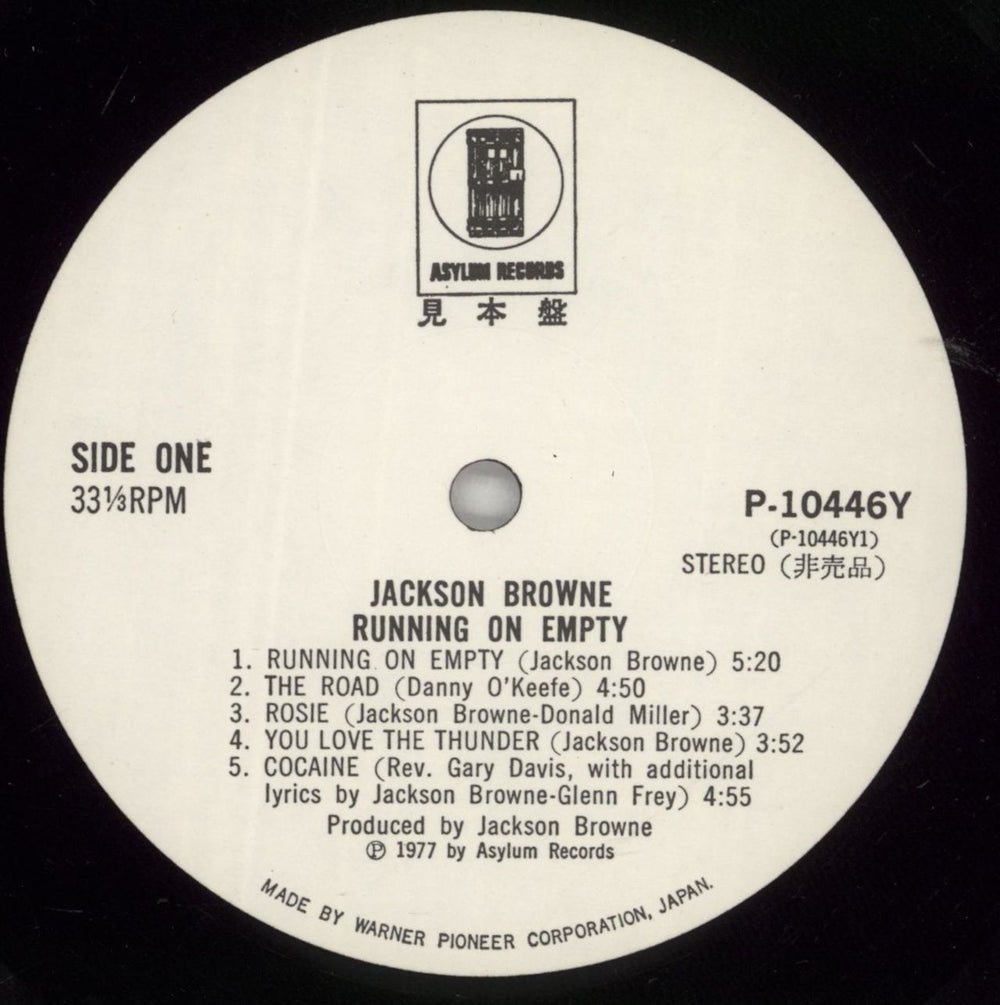 ASYLUM RECORDS
見本盤
SIDE ONE
33⅓RPM
P-10446Y
(P-10446Y1)
STEREO (非売品)
JACKSON BROWNE
RUNNING ON EMPTY
1. RUNNING ON EMPTY (Jackson Browne) 5:20
2. THE ROAD (Danny O'Keefe) 4:50
3. ROSIE (Jackson Browne-Donald Miller) 3:37
4. YOU LOVE THE THUNDER (Jackson Browne) 3:52
5. COCAINE (Rev. Gary Davis, with additional
lyrics by Jackson Browne-Glenn Frey) 4:55
Produced by Jackson Browne
℗ 1977 by Asylum Records
MADE BY WARNER PIONEER CORPORATION, JAPAN.